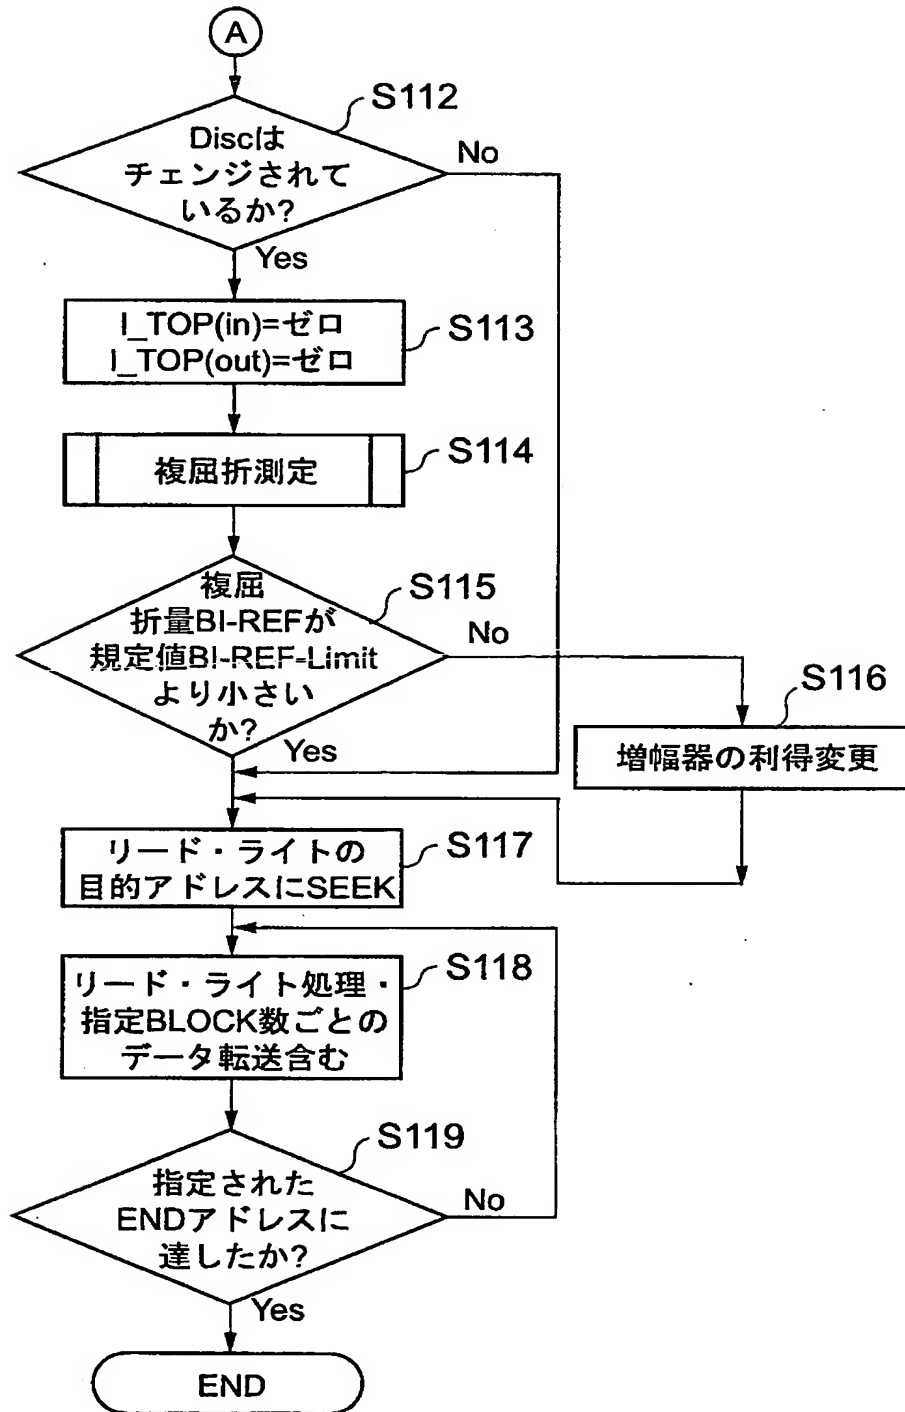 A
S112
Discは
チェンジされて
いるか?
No
Yes
I_TOP(in)=ゼロ
I_TOP(out)=ゼロ
S113
複屈折測定
S114
複屈
折量BI-REFが
規定値BI-REF-Limit
より小さい
か?
S115
No
Yes
S116
増幅器の利得変更
リード・ライトの
目的アドレスにSEEK
S117
リード・ライト処理・
指定BLOCK数ごとの
データ転送含む
S118
S119
指定された
ENDアドレスに
達したか?
No
Yes
END